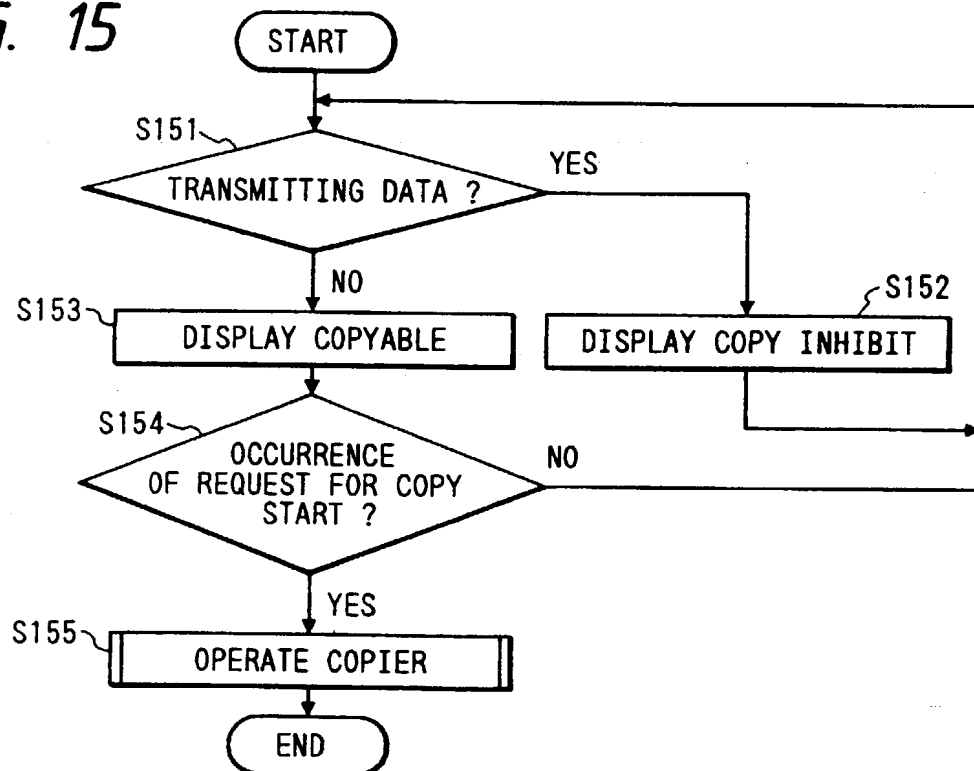 G. 15
START
S151
TRANSMITTING DATA ?
YES
NO
S153
DISPLAY COPYABLE
S152
DISPLAY COPY INHIBIT
S154
OCCURRENCE
OF REQUEST FOR COPY
START ?
NO
YES
S155
OPERATE COPIER
END